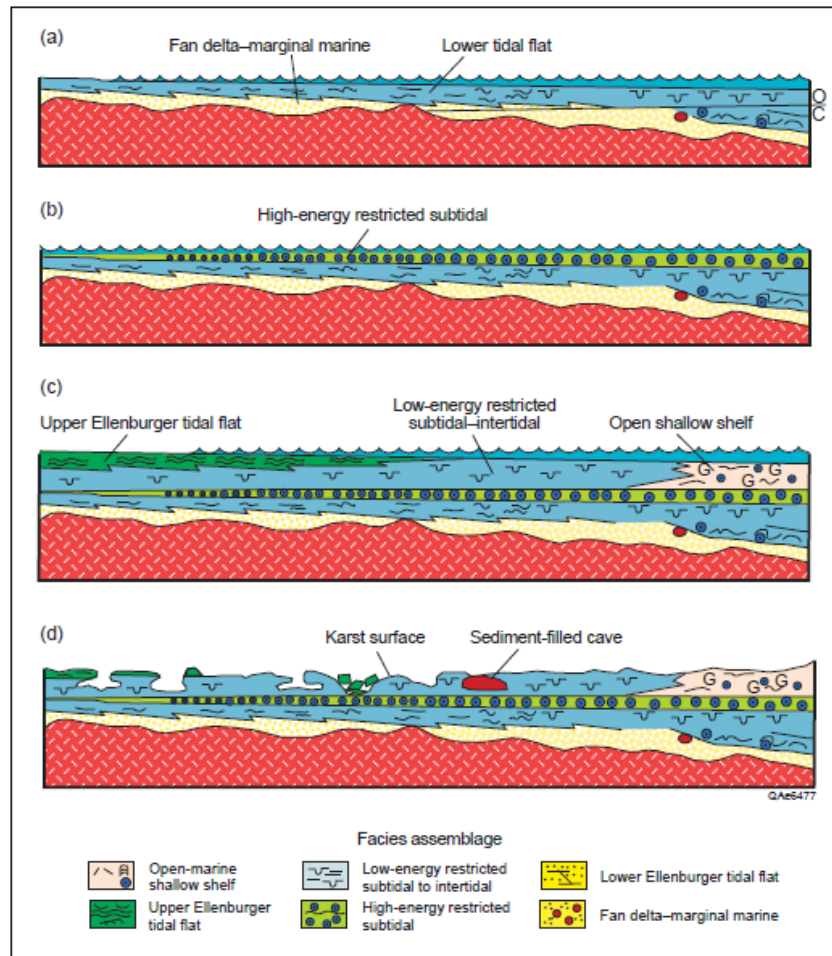 (a)
Fan delta–marginal marine
Lower tidal flat
O
C
(b)
High-energy restricted subtidal
(c)
Upper Ellenburger tidal flat
Low-energy restricted
subtidal–intertidal
Open shallow shelf
G
G
G
(d)
Karst surface
Sediment-filled cave
G
G
G
QAe6477
Facies assemblage
Open-marine
shallow shelf
Low-energy restricted
subtidal to intertidal
Lower Ellenburger tidal flat
Upper Ellenburger
tidal flat
High-energy restricted
subtidal
Fan delta–marginal marine